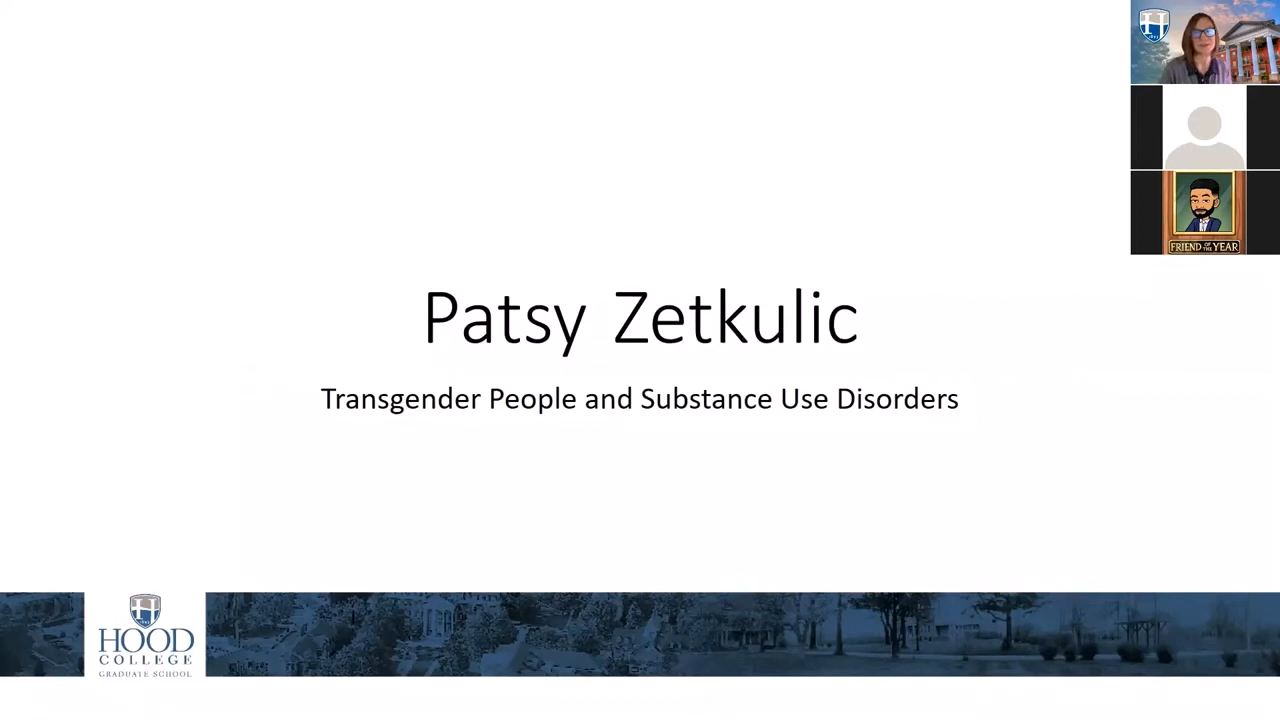 FRIEND OF THE YEAR
Patsy Zetkulic
Transgender People and Substance Use Disorders
H
HOOD
COLLEGE
GRADUATE SCHOOL